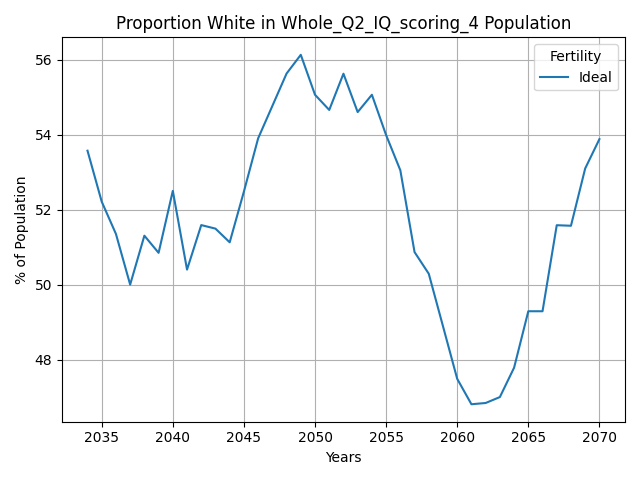 Proportion White in Whole_Q2_IQ_scoring_4 Population
Fertility
Ideal
56
54
52
50
48
% of Population
2035 2040 2045 2050 2055 2060 2065 2070
Years